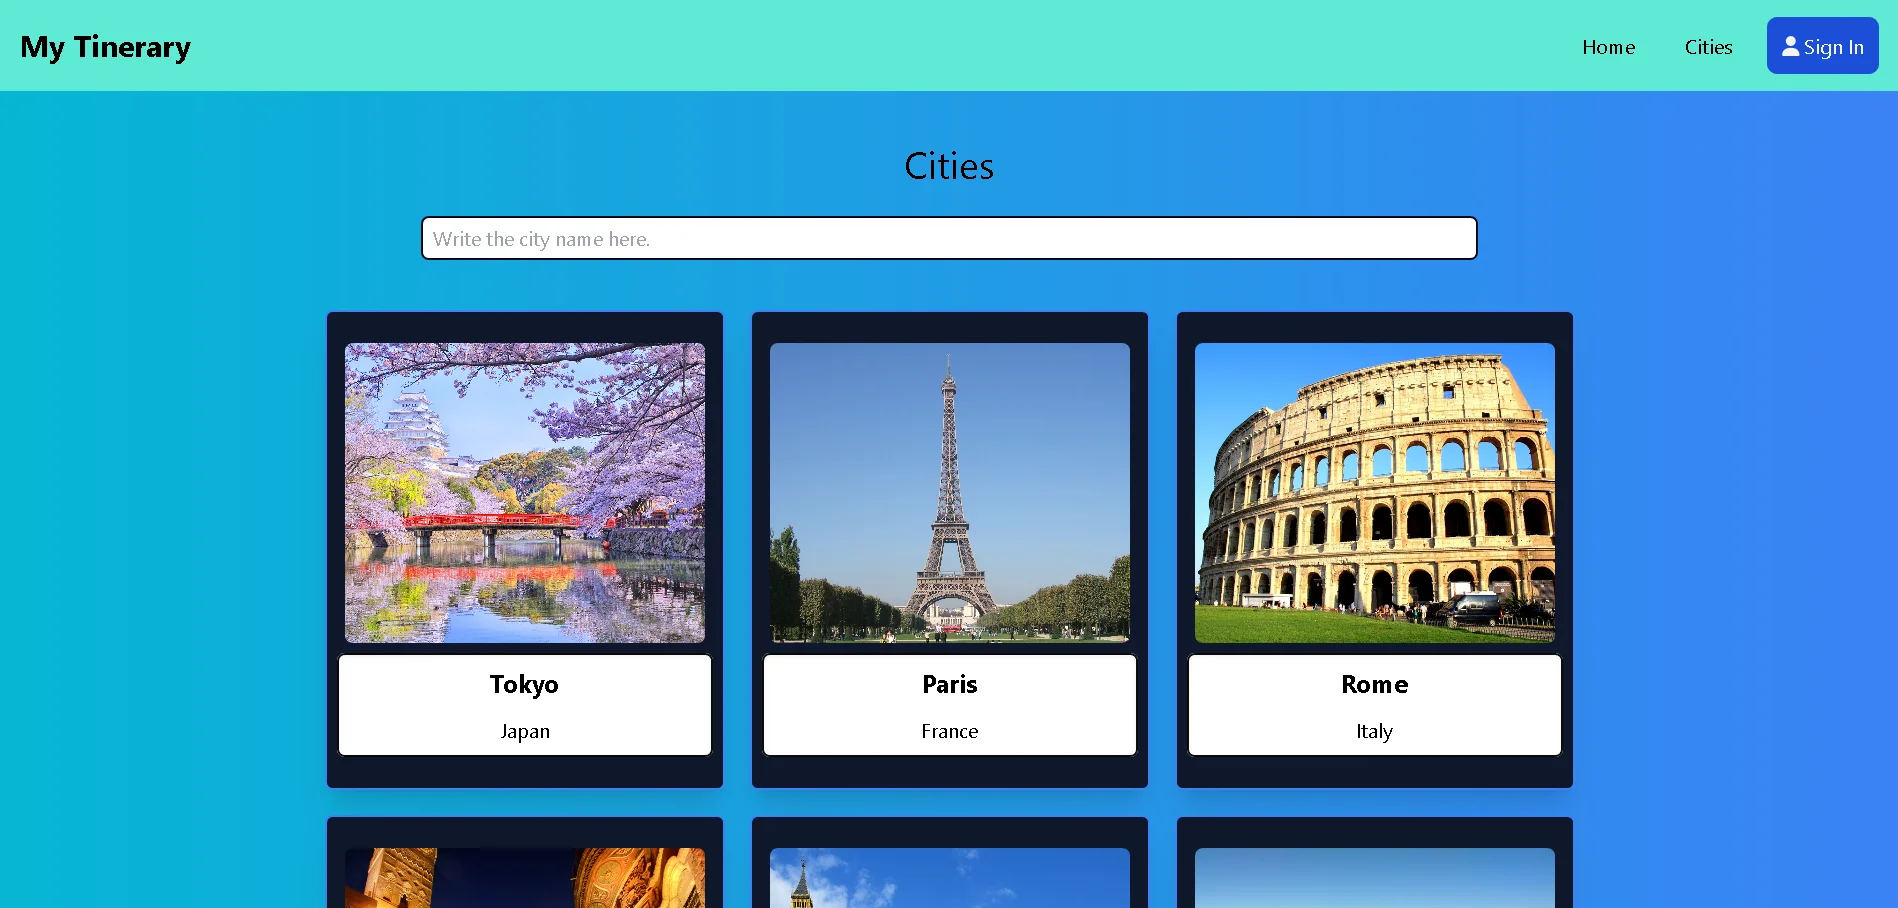 My Tinerary
Home
Cities
Sign In
Cities
Write the city name here.
Tokyo
Japan
Paris
France
Rome
Italy